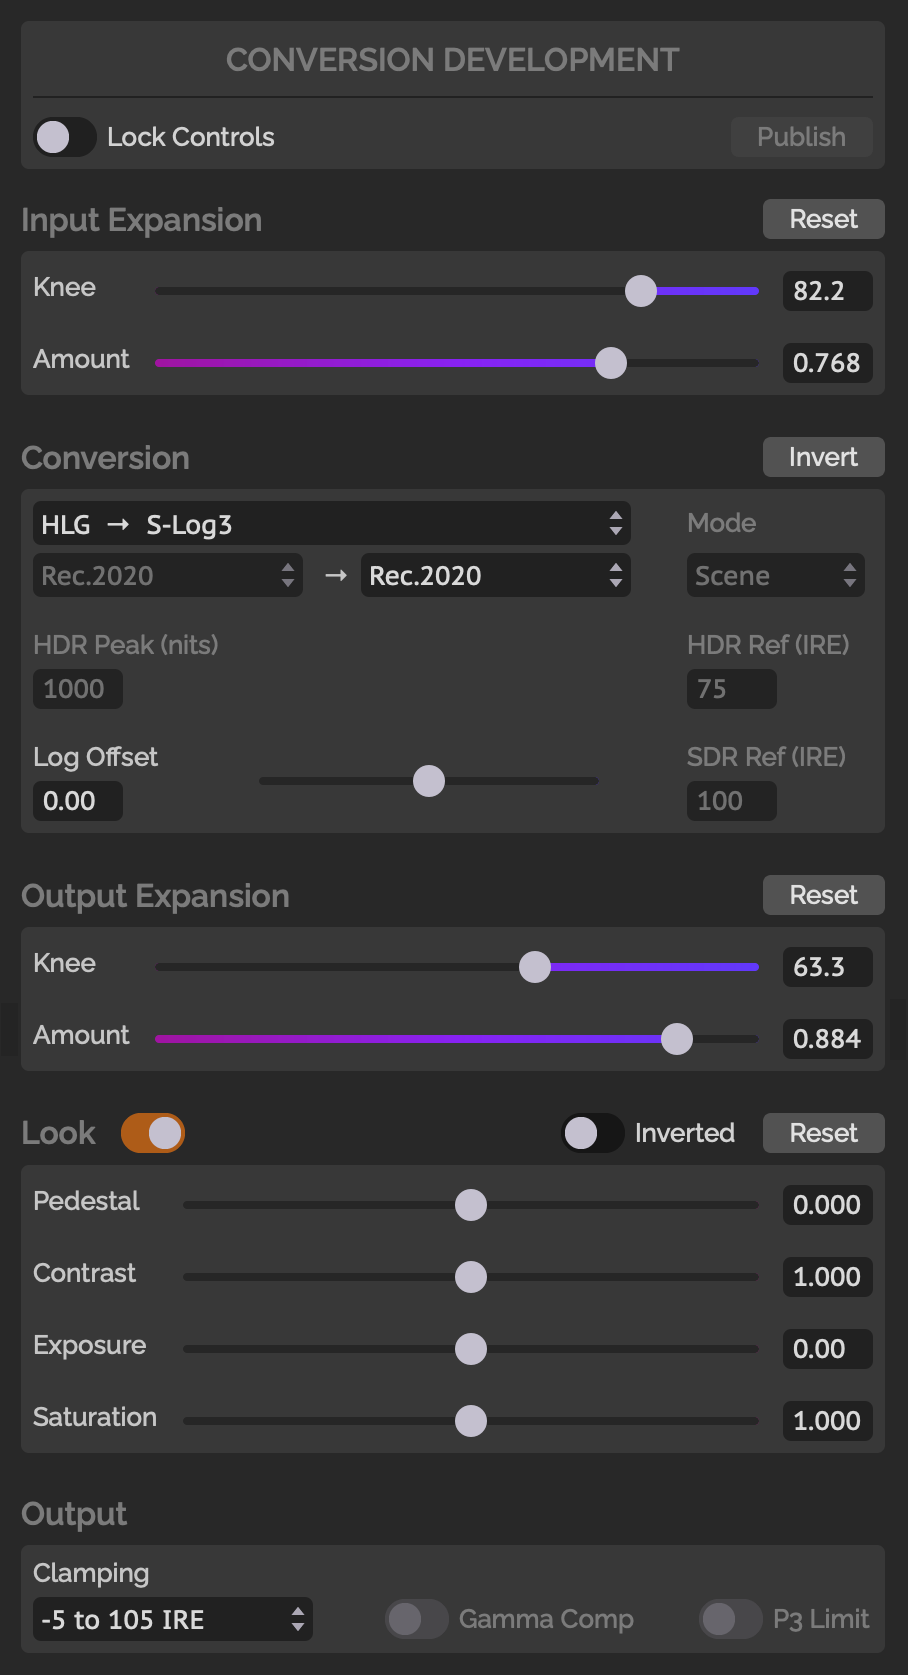 CONVERSION DEVELOPMENT
Lock Controls
Publish
Input Expansion
Reset
Knee
82.2
Amount
0.768
Conversion
Invert
HLG → S-Log3
Mode
Rec.2020 → Rec.2020
Scene
HDR Peak (nits)
HDR Ref (IRE)
1000
75
Log Offset
SDR Ref (IRE)
0.00
100
Output Expansion
Reset
Knee
63.3
Amount
0.884
Look
Inverted
Reset
Pedestal
0.000
Contrast
1.000
Exposure
0.00
Saturation
1.000
Output
Clamping
-5 to 105 IRE
Gamma Comp
P3 Limit